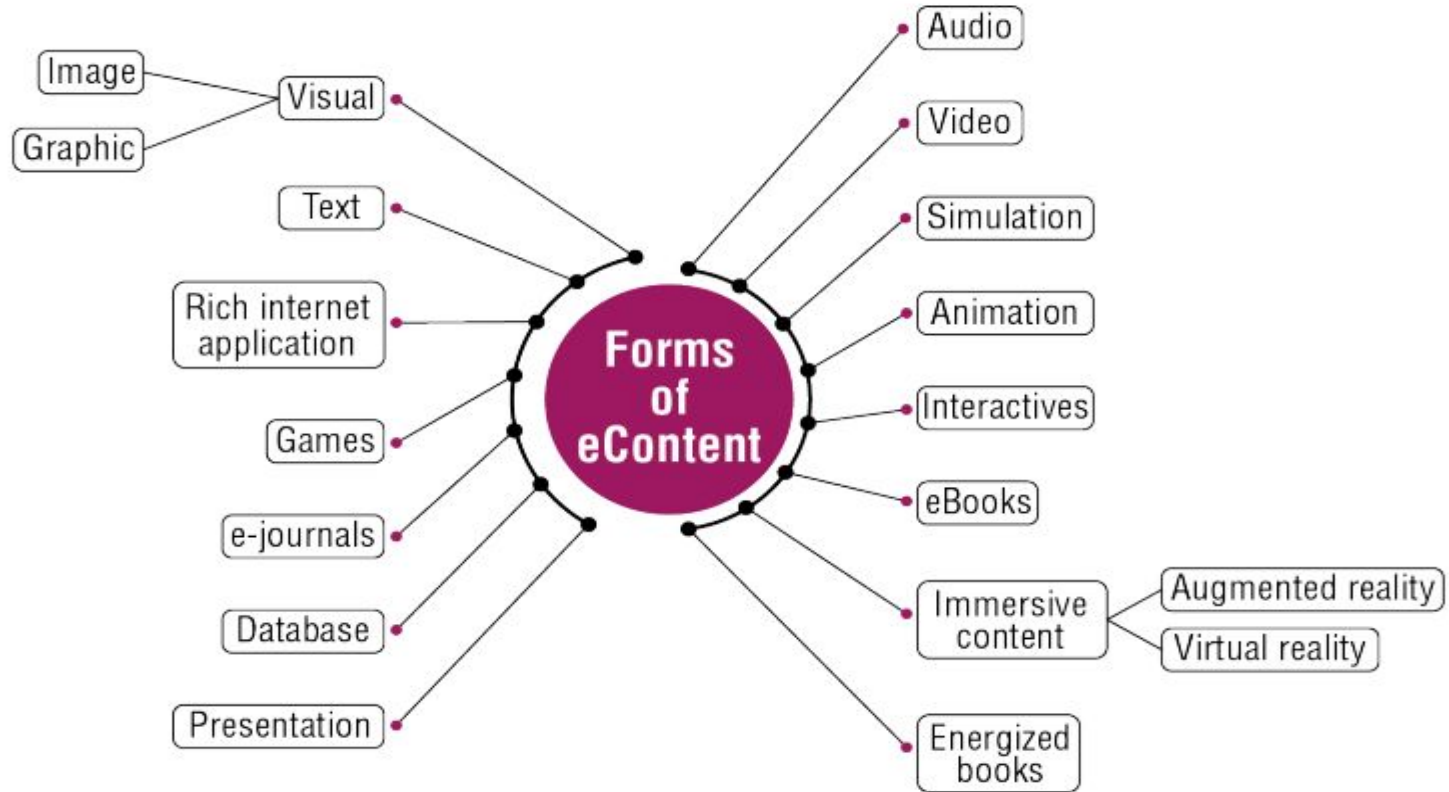 Forms
of
eContent
Visual
Image
Graphic
Text
Rich internet
application
Games
e-journals
Database
Presentation
Audio
Video
Simulation
Animation
Interactives
eBooks
Immersive
content
Augmented reality
Virtual reality
Energized
books